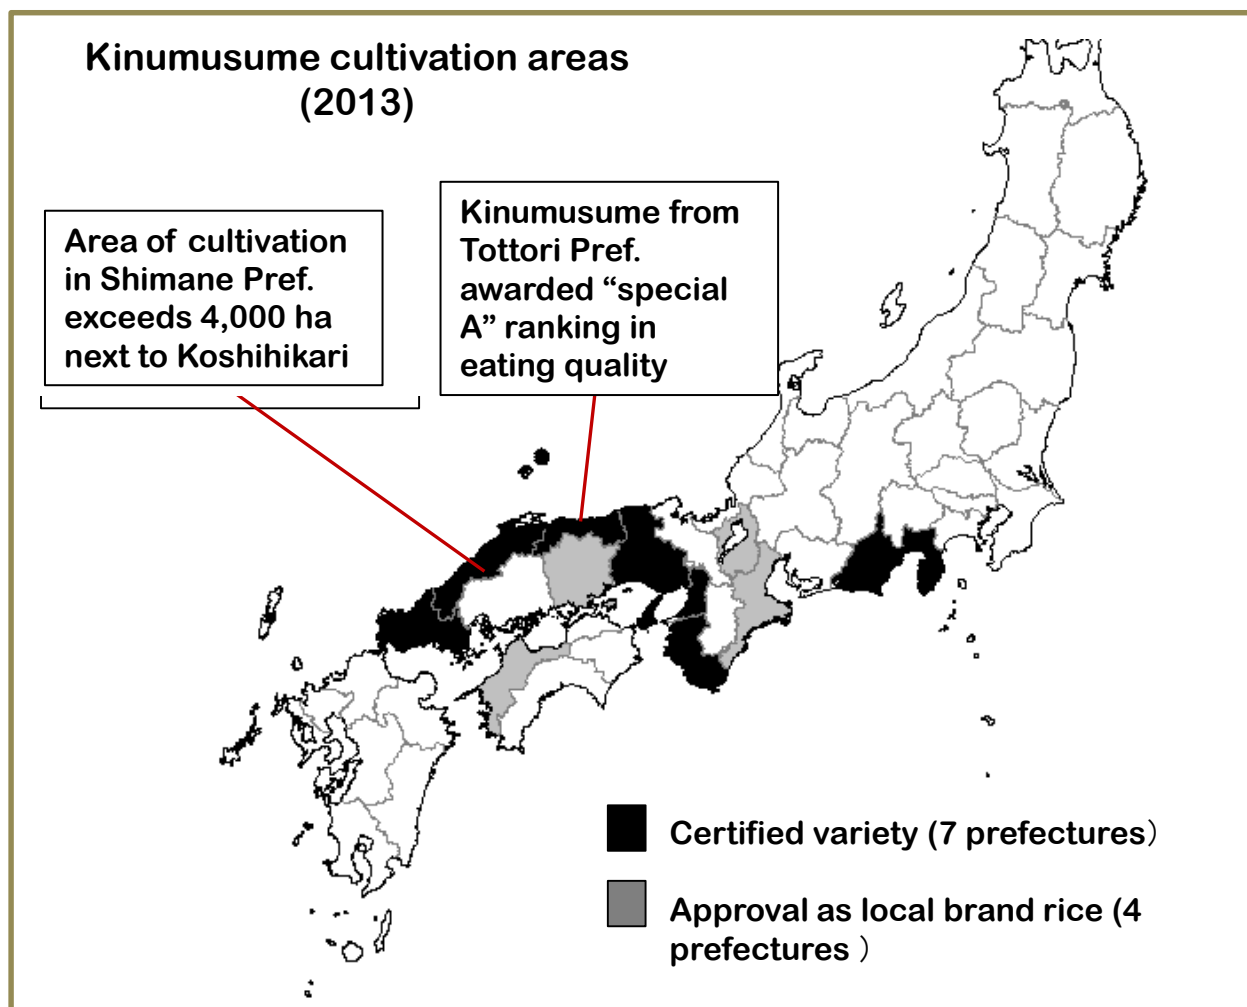 Kinumusume cultivation areas
(2013)
Area of cultivation
in Shimane Pref.
exceeds 4,000 ha
next to Koshihikari
Kinumusume from
Tottori Pref.
awarded “special
A” ranking in
eating quality
Certified variety (7 prefectures）
Approval as local brand rice (4
prefectures ）